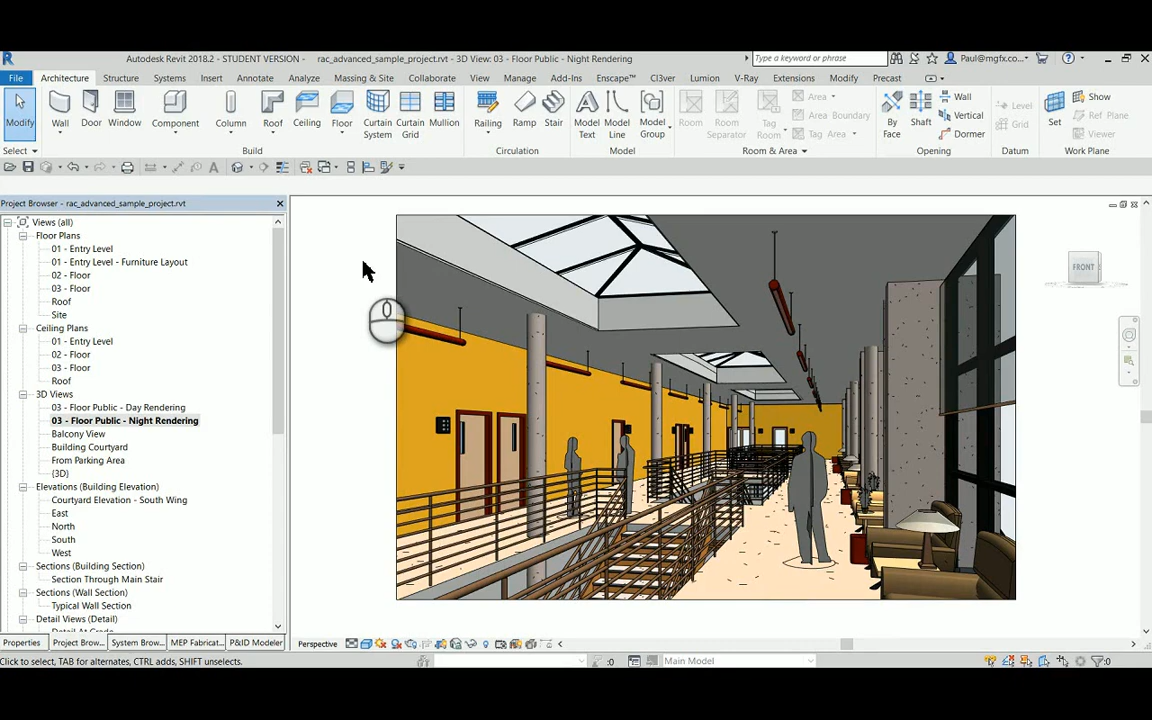 Autodesk Revit 2018.2 - STUDENT VERSION - rac_advanced_sample_project.rvt - 3D View: 03 - Floor Public - Night Rendering
Type a keyword or phrase
Paul@mgfx.co...
File Architecture Structure Systems Insert Annotate Analyze Massing & Site Collaborate View Manage Add-Ins Enscape™ CI3ver Lumion V-Ray Extensions Modify Precast
Modify Wall Door Window Component Column Roof Ceiling Floor Curtain System Curtain Grid Mullion Railing Ramp Stair Model Text Model Line Model Group Room Room Separator Tag Room Area Area Boundary Tag Area By Face Shaft Wall Vertical Dormer Level Grid Set Show Ref Plane Viewer
Select Build Circulation Model Room & Area Opening Datum Work Plane
Project Browser - rac_advanced_sample_project.rvt
Views (all)
Floor Plans
01 - Entry Level
01 - Entry Level - Furniture Layout
02 - Floor
03 - Floor
Roof
Site
Ceiling Plans
01 - Entry Level
02 - Floor
03 - Floor
Roof
3D Views
03 - Floor Public - Day Rendering
03 - Floor Public - Night Rendering
Balcony View
Building Courtyard
From Parking Area
{3D}
Elevations (Building Elevation)
Courtyard Elevation - South Wing
East
North
South
West
Sections (Building Section)
Section Through Main Stair
Sections (Wall Section)
Typical Wall Section
Detail Views (Detail)
FRONT
Properties Project Brow... System Brow... MEP Fabricat... P&ID Modeler
Perspective
Click to select, TAB for alternates, CTRL adds, SHIFT unselects.
:0 Main Model :0